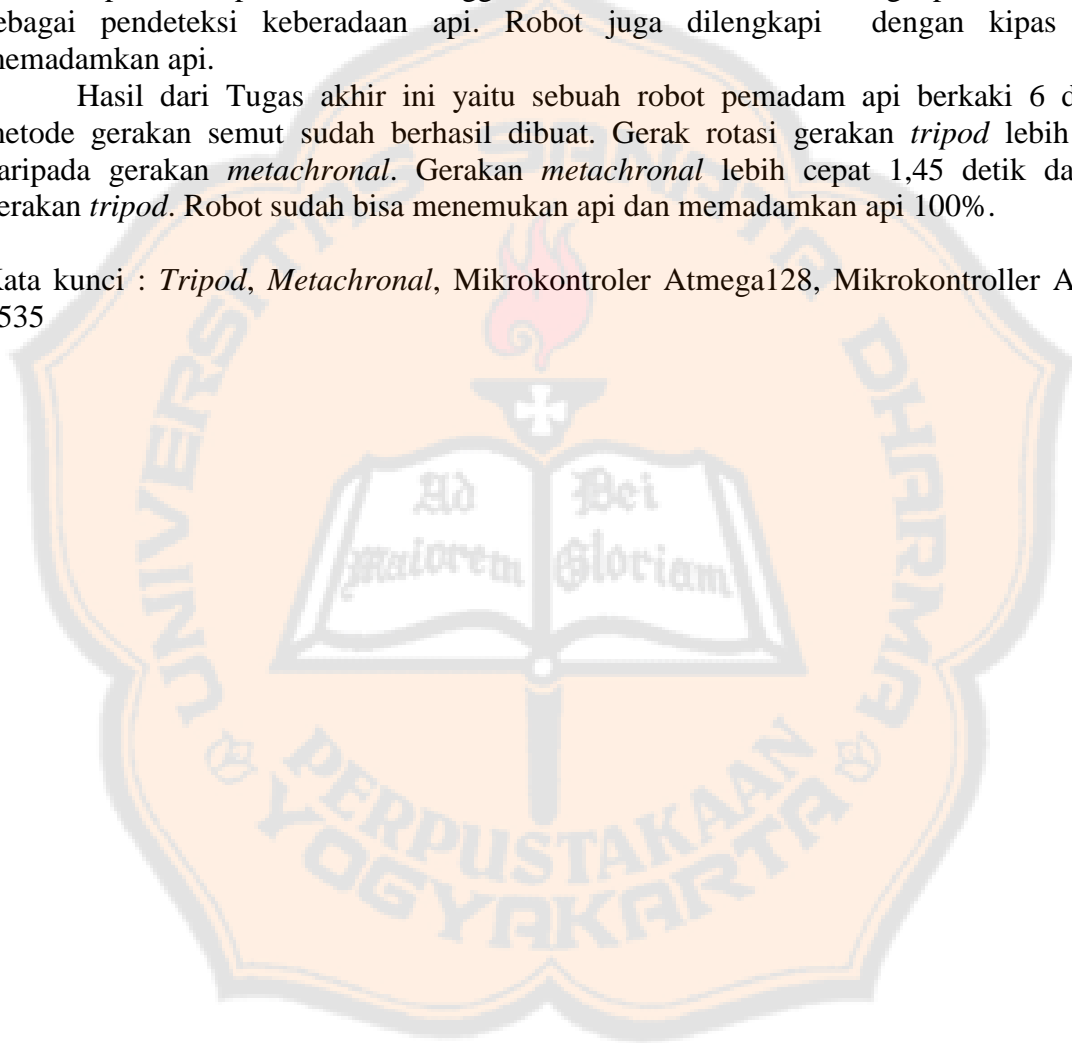 sebagai pendeteksi keberadaan api. Robot juga dilengkapi dengan kipas
memadamkan api.
Hasil dari Tugas akhir ini yaitu sebuah robot pemadam api berkaki 6 d
metode gerakan semut sudah berhasil dibuat. Gerak rotasi gerakan tripod lebih
daripada gerakan metachronal. Gerakan metachronal lebih cepat 1,45 detik da
gerakan tripod. Robot sudah bisa menemukan api dan memadamkan api 100%.
Kata kunci : Tripod, Metachronal, Mikrokontroler Atmega128, Mikrokontroller A
535
UNIVERSITAS SANATA DHARMA
Ad Dei
Maiorem Gloriam
PERPUSTAKAAN
YOGYAKARTA